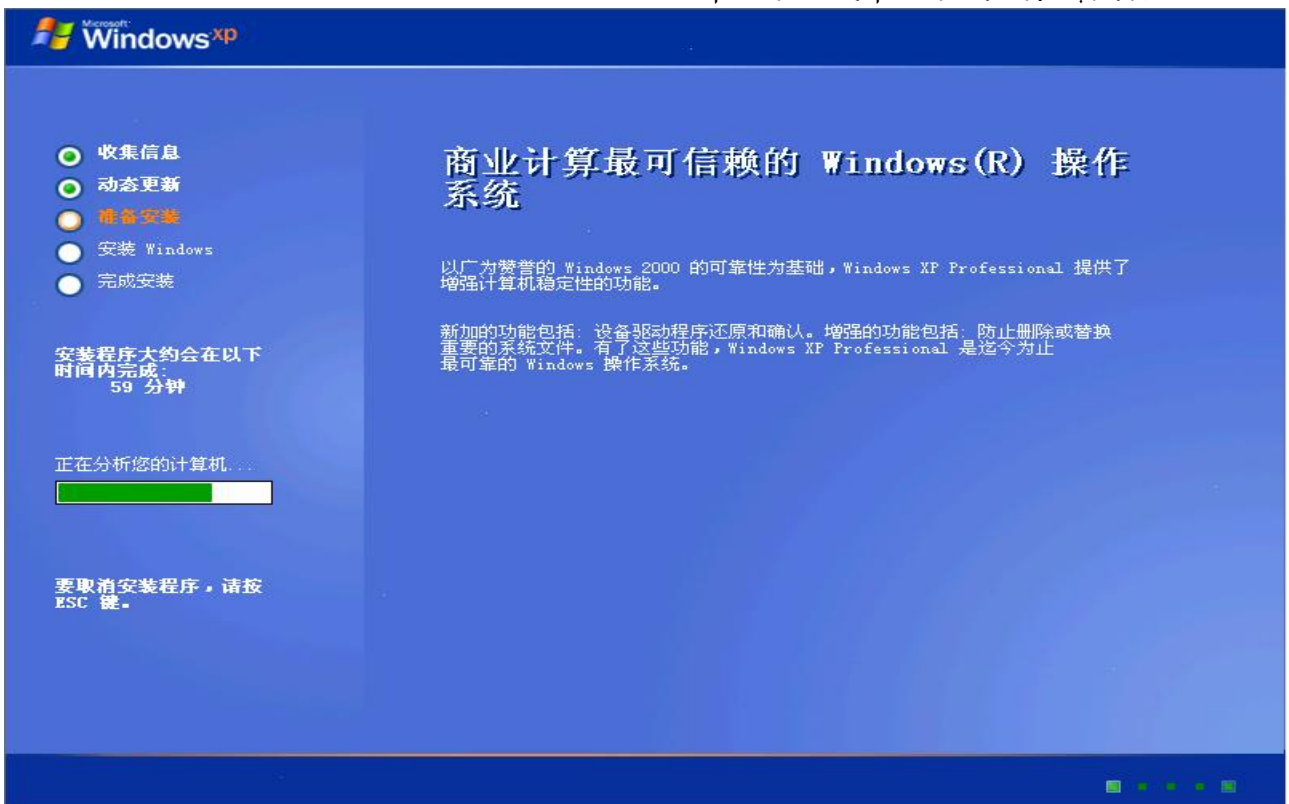 Microsoft
Windows xp
收集信息
动态更新
准备安装
安装 Windows
完成安装
安装程序大约会在以下
时间内完成:
59 分钟
正在分析您的计算机...
要取消安装程序，请按
ESC 键。
商业计算最可信赖的 Windows(R) 操作
系统
以广为赞誉的 Windows 2000 的可靠性为基础，Windows XP Professional 提供了
增强计算机稳定性的功能。
新加的功能包括: 设备驱动程序还原和确认。增强的功能包括: 防止删除或替换
重要的系统文件。有了这些功能，Windows XP Professional 是迄今为止
最可靠的 Windows 操作系统。